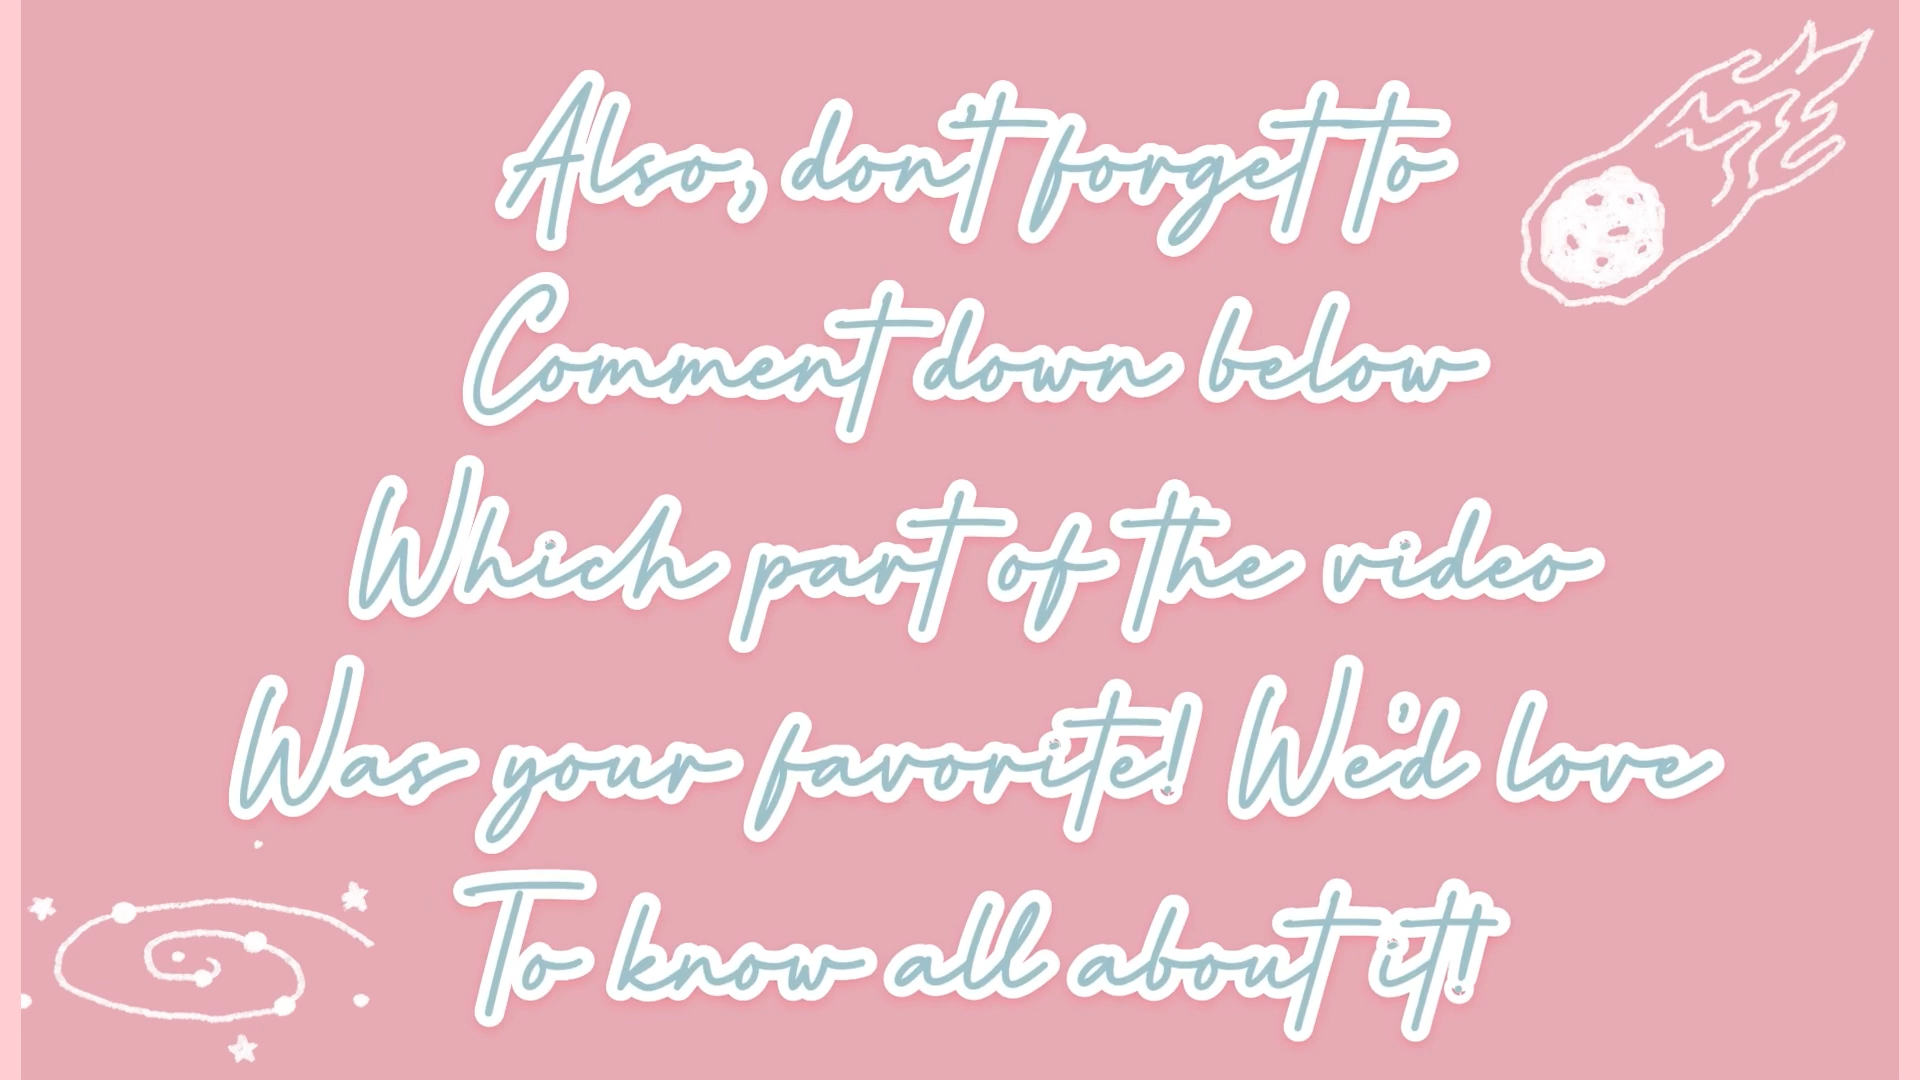 Also, don't forget to
Comment down below
Which part of the video
Was your favorite! We'd love
To know all about it!